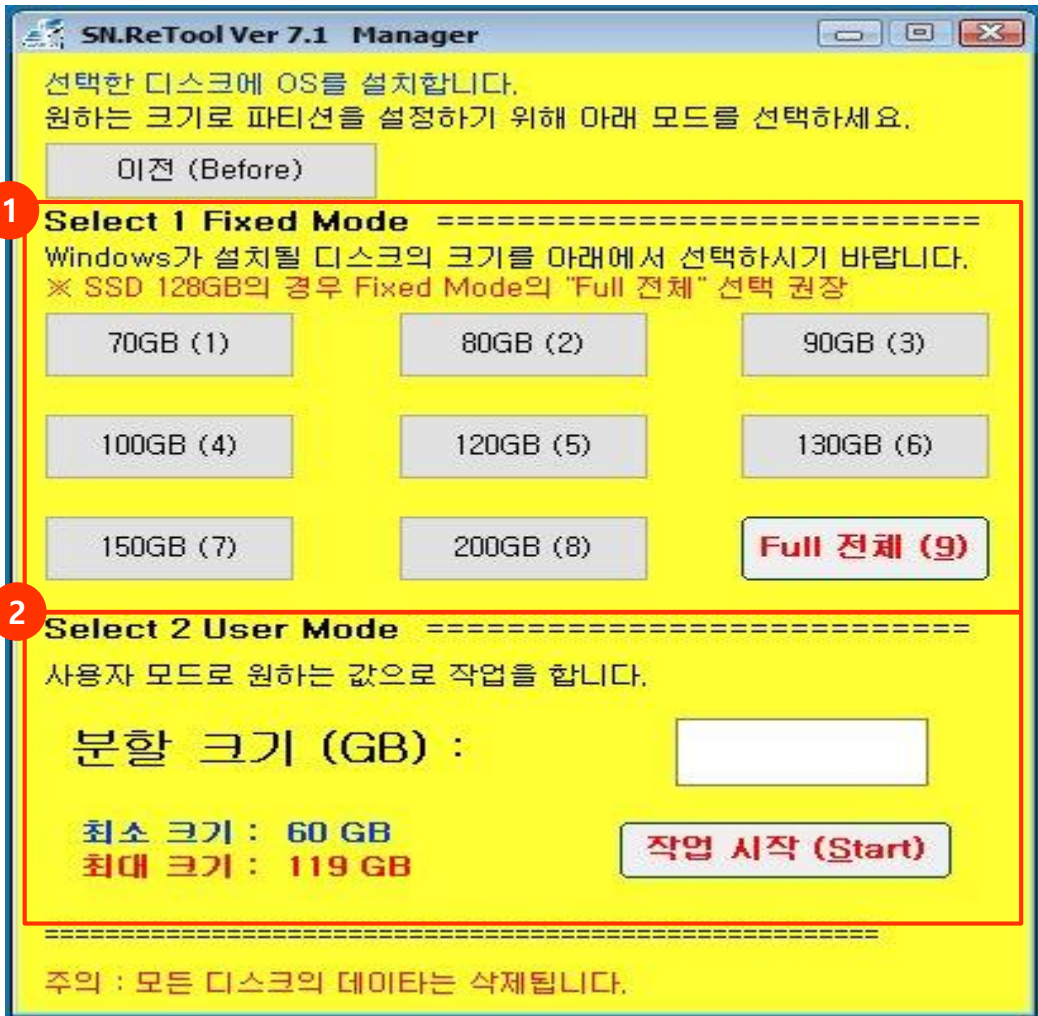 SN.ReTool Ver 7.1 Manager
선택한 디스크에 OS를 설치합니다.
원하는 크기로 파티션을 설정하기 위해 아래 모드를 선택하세요.
이전 (Before)
1
Select 1 Fixed Mode ===========================
Windows가 설치될 디스크의 크기를 아래에서 선택하시기 바랍니다.
※ SSD 128GB의 경우 Fixed Mode의 "Full 전체" 선택 권장
70GB (1) 80GB (2) 90GB (3)
100GB (4) 120GB (5) 130GB (6)
150GB (7) 200GB (8) Full 전체 (9)
2
Select 2 User Mode ===========================
사용자 모드로 원하는 값으로 작업을 합니다.
분할 크기 (GB) :
최소 크기 : 60 GB
최대 크기 : 119 GB
작업 시작 (Start)
=======================================================
주의 : 모든 디스크의 데이타는 삭제됩니다.